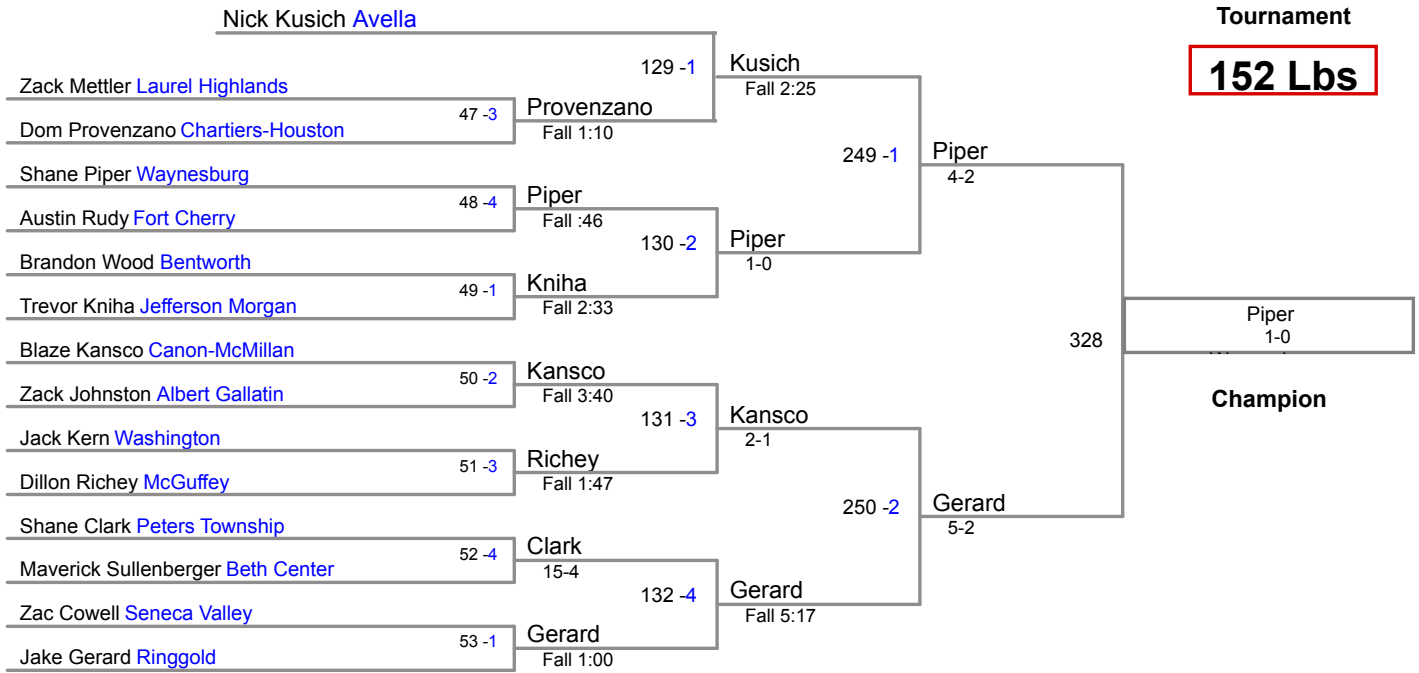 Nick Kusich Avella
Tournament
152 Lbs
129 -1
Kusich
Fall 2:25
Zack Mettler Laurel Highlands
47 -3
Provenzano
Fall 1:10
Dom Provenzano Chartiers-Houston
249 -1
Piper
4-2
Shane Piper Waynesburg
48 -4
Piper
Fall :46
Austin Rudy Fort Cherry
130 -2
Piper
1-0
Brandon Wood Bentworth
49 -1
Kniha
Fall 2:33
Trevor Kniha Jefferson Morgan
328
Piper
1-0
Champion
Blaze Kansco Canon-McMillan
50 -2
Kansco
Fall 3:40
Zack Johnston Albert Gallatin
131 -3
Kansco
2-1
Jack Kern Washington
51 -3
Richey
Fall 1:47
Dillon Richey McGuffey
250 -2
Gerard
5-2
Shane Clark Peters Township
52 -4
Clark
15-4
Maverick Sullenberger Beth Center
132 -4
Gerard
Fall 5:17
Zac Cowell Seneca Valley
53 -1
Gerard
Fall 1:00
Jake Gerard Ringgold